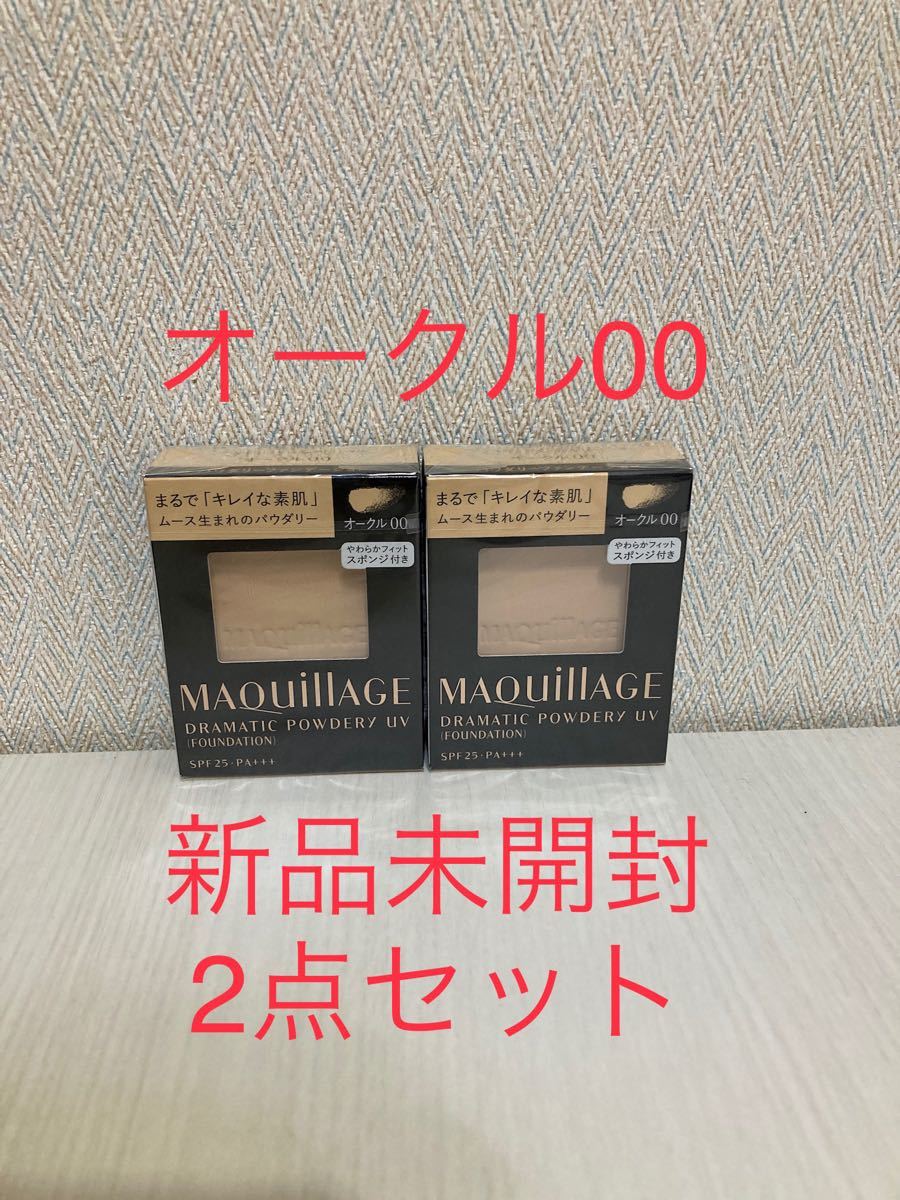 オークル00
まるで「キレイな素肌」
ムース生まれのパウダリー
オークル 00
やわらかフィット
スポンジ付き
MAQuillAGE
MAQuillAGE
DRAMATIC POWDERY UV
(FOUNDATION)
SPF25・PA+++
まるで「キレイな素肌」
ムース生まれのパウダリー
オークル 00
やわらかフィット
スポンジ付き
MAQuillAGE
MAQuillAGE
DRAMATIC POWDERY UV
(FOUNDATION)
SPF25・PA+++
新品未開封
2点セット